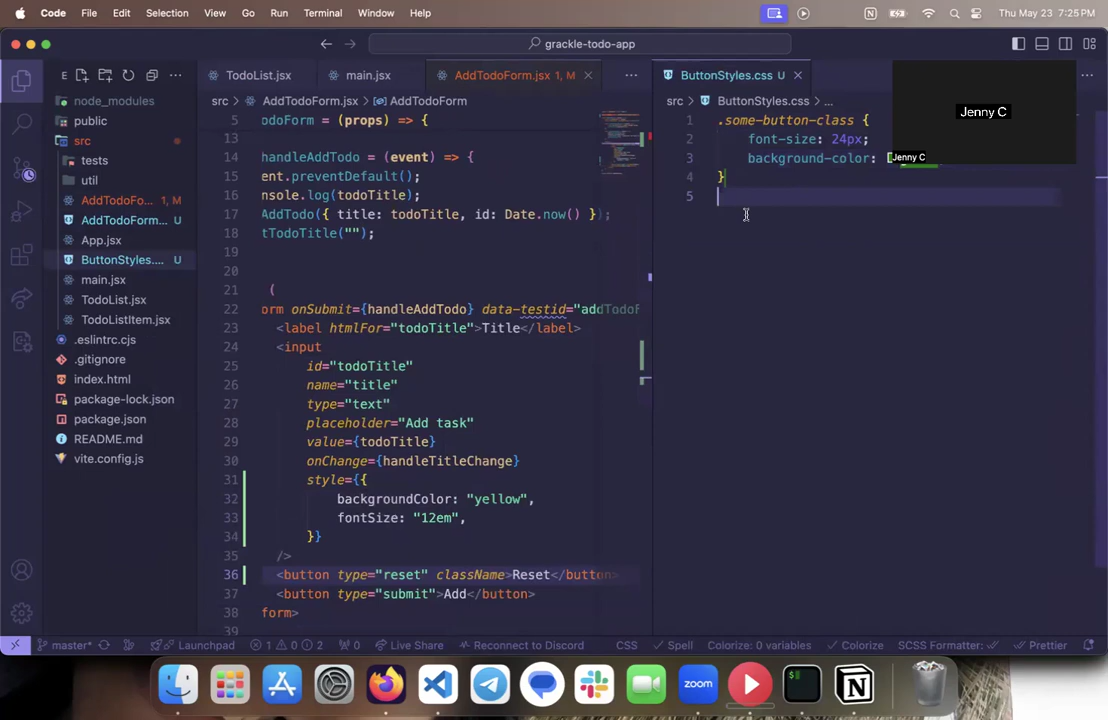 Code File Edit Selection View Go Run Terminal Window Help Thu May 23 7:25 PM
grackle-todo-app
E ... TodoList.jsx main.jsx AddTodoForm.jsx 1, M ... ButtonStyles.css U ...
node_modules
public
src
tests
util
AddTodoFo... 1, M
AddTodoForm... U
App.jsx
ButtonStyles.... U
main.jsx
TodoList.jsx
TodoListItem.jsx
.eslintrc.cjs
.gitignore
index.html
package-lock.json
package.json
README.md
vite.config.js
src > AddTodoForm.jsx > AddTodoForm
5 odoForm = (props) => {
13
14 handleAddTodo = (event) => {
15 ent.preventDefault();
16 nsole.log(todoTitle);
17 AddTodo({ title: todoTitle, id: Date.now() });
18 tTodoTitle("");
19
20
21 (
22 orm onSubmit={handleAddTodo} data-testid="addTodoF
23 <label htmlFor="todoTitle">Title</label>
24 <input
25 id="todoTitle"
26 name="title"
27 type="text"
28 placeholder="Add task"
29 value={todoTitle}
30 onChange={handleTitleChange}
31 style={{
32 backgroundColor: "yellow",
33 fontSize: "12em",
34 }}
35 />
36 <button type="reset" className>Reset</button>
37 <button type="submit">Add</button>
38 form>
39
src > ButtonStyles.css > ...
1 .some-button-class {
2 font-size: 24px;
3 background-color:
4 }
5
Jenny C
Jenny C
master* Launchpad 1 0 2 0 Live Share Reconnect to Discord CSS Spell Colorize: 0 variables Colorize SCSS Formatter: Prettier
zoom